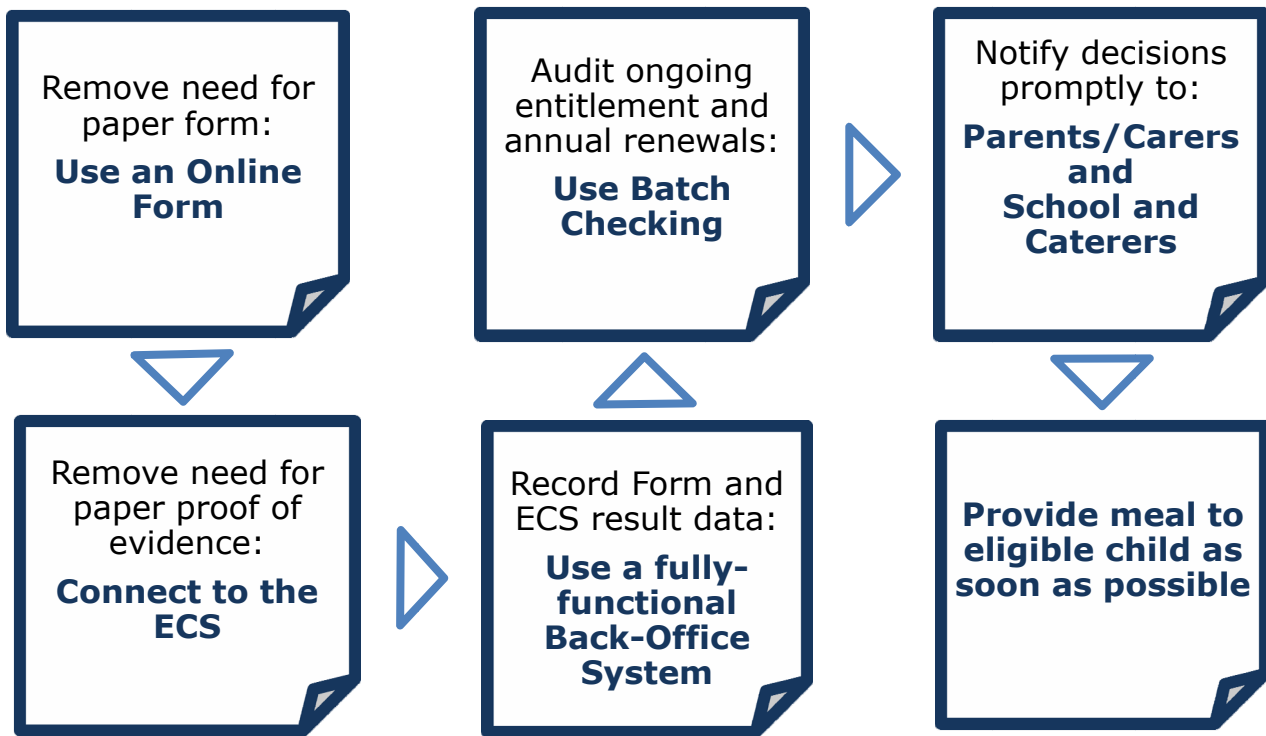 Remove need for
paper form:
Use an Online
Form
Remove need for
paper proof of
evidence:
Connect to the
ECS
Record Form and
ECS result data:
Use a fully-
functional
Back-Office
System
Audit ongoing
entitlement and
annual renewals:
Use Batch
Checking
Notify decisions
promptly to:
Parents/Carers
and
School and
Caterers
Provide meal to
eligible child as
soon as possible